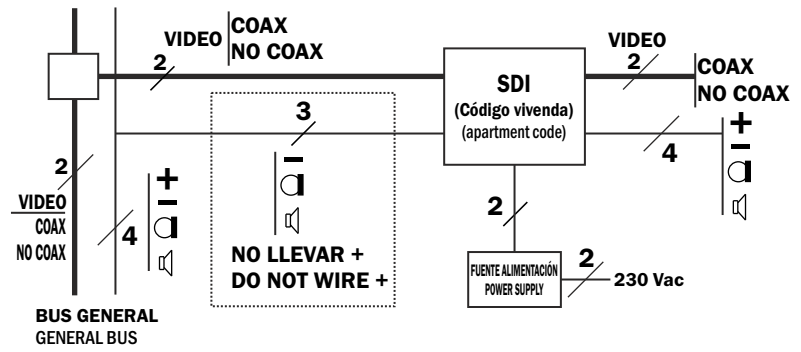 VIDEO
COAX
NO COAX
2
3
NO LLEVAR +
DO NOT WIRE +
2
VIDEO
COAX
NO COAX
4
BUS GENERAL
GENERAL BUS
SDI
(Código vivenda)
(apartment code)
VIDEO
2
COAX
NO COAX
4
2
FUENTE ALIMENTACIÓN
POWER SUPPLY
2
230 Vac